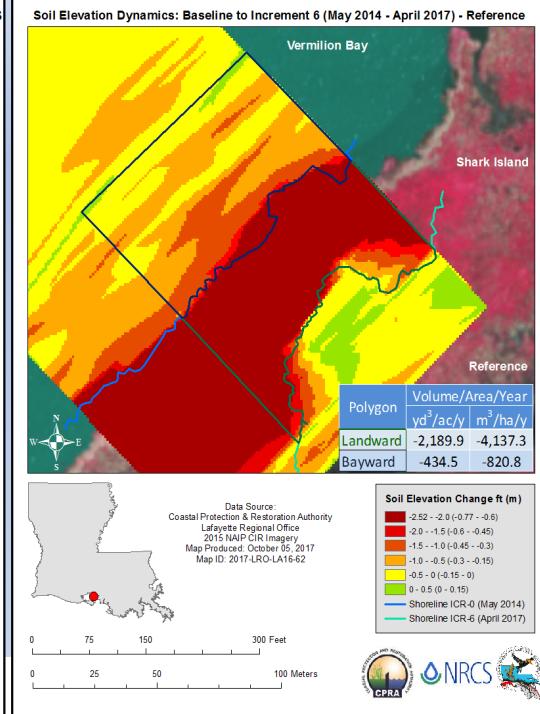 Soil Elevation Dynamics: Baseline to Increment 6 (May 2014 - April 2017) - Reference
Vermilion Bay
Shark Island
Reference
Polygon Volume/Area/Year
yd³/ac/y m³/ha/y
Landward -2,189.9 -4,137.3
Bayward -434.5 -820.8
N
W E
S
Data Source:
Coastal Protection & Restoration Authority
Lafayette Regional Office
2015 NAIP CIR Imagery
Map Produced: October 05, 2017
Map ID: 2017-LRO-LA16-62
Soil Elevation Change ft (m)
-2.52 - -2.0 (-0.77 - -0.6)
-2.0 - -1.5 (-0.6 - -0.45)
-1.5 - -1.0 (-0.45 - -0.3)
-1.0 - -0.5 (-0.3 - -0.15)
-0.5 - 0 (-0.15 - 0)
0 - 0.5 (0 - 0.15)
Shoreline ICR-0 (May 2014)
Shoreline ICR-6 (April 2017)
0 75 150 300 Feet
0 25 50 100 Meters
CPRA
NRCS